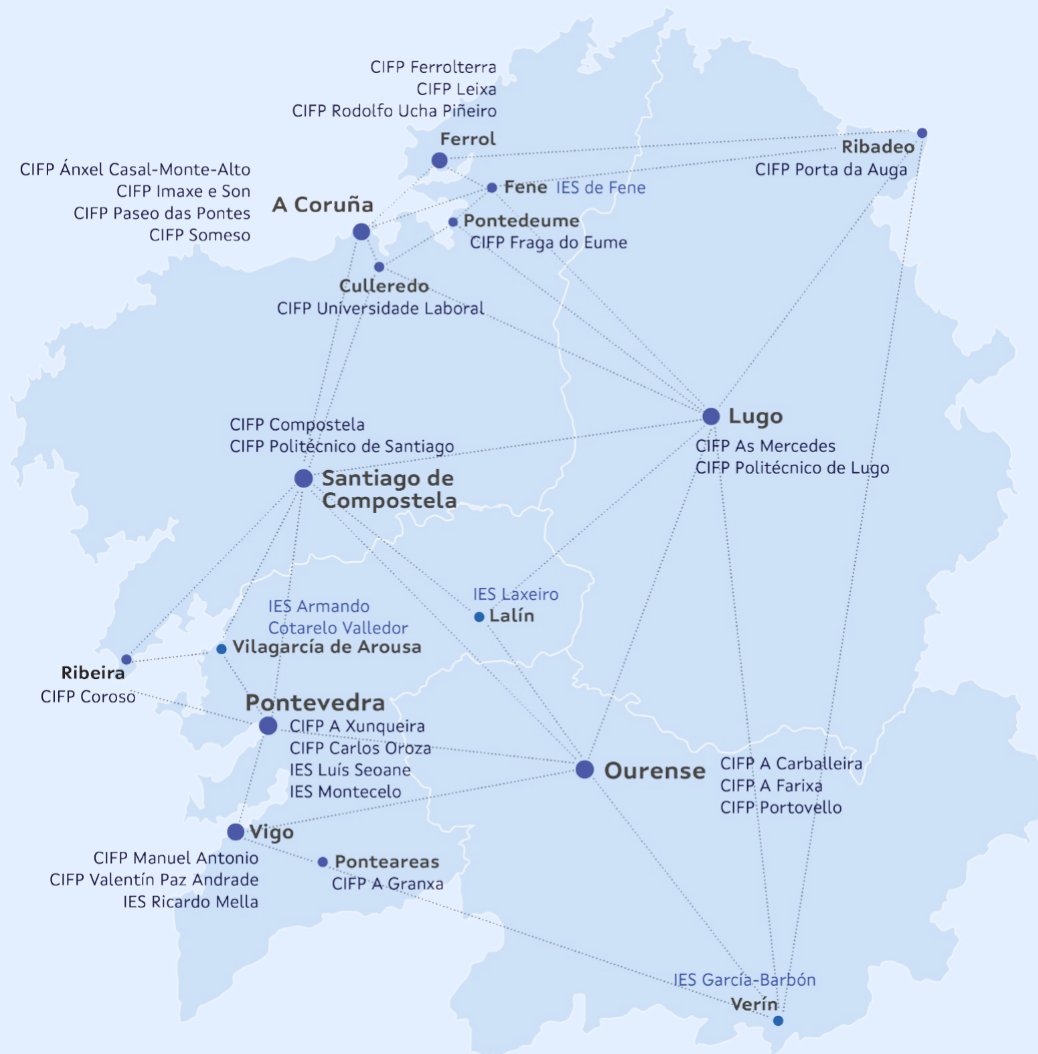 CIFP Ferrolterra
CIFP Leixa
CIFP Rodolfo Ucha Piñeiro
Ferrol
Ribadeo
CIFP Porta da Auga
CIFP Ánxel Casal-Monte-Alto
CIFP Imaxe e Son
CIFP Paseo das Pontes
CIFP Someso
A Coruña
Fene IES de Fene
Pontedeume
CIFP Fraga do Eume
Culleredo
CIFP Universidade Laboral
CIFP Compostela
CIFP Politécnico de Santiago
Santiago de
Compostela
Lugo
CIFP As Mercedes
CIFP Politécnico de Lugo
IES Laxeiro
Lalín
IES Armando
Cotarelo Valledor
Vilagarcía de Arousa
Ribeira
CIFP Coroso
Pontevedra
CIFP A Xunqueira
CIFP Carlos Oroza
IES Luís Seoane
IES Montecelo
Ourense
CIFP A Carballeira
CIFP A Farixa
CIFP Portovello
Vigo
CIFP Manuel Antonio
CIFP Valentín Paz Andrade
IES Ricardo Mella
Ponteareas
CIFP A Granxa
IES García-Barbón
Verín